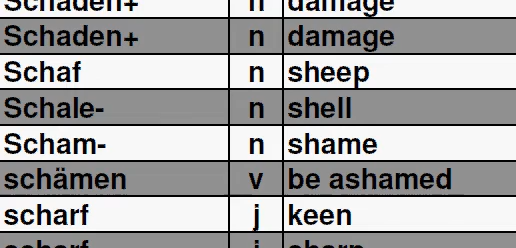 Schaden+ n damage
Schaden+ n damage
Schaf n sheep
Schale- n shell
Scham- n shame
schämen v be ashamed
scharf j keen
scharf j sharp